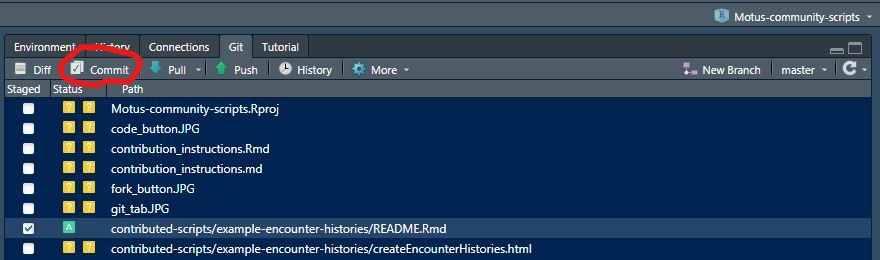 Motus-community-scripts
Environment History Connections Git Tutorial
Diff Commit Pull Push History More New Branch master
Staged Status Path
? ? Motus-community-scripts.Rproj
? ? code_button.JPG
? ? contribution_instructions.Rmd
? ? contribution_instructions.md
? ? fork_button.JPG
? ? git_tab.JPG
A contributed-scripts/example-encounter-histories/README.Rmd
? ? contributed-scripts/example-encounter-histories/createEncounterHistories.html